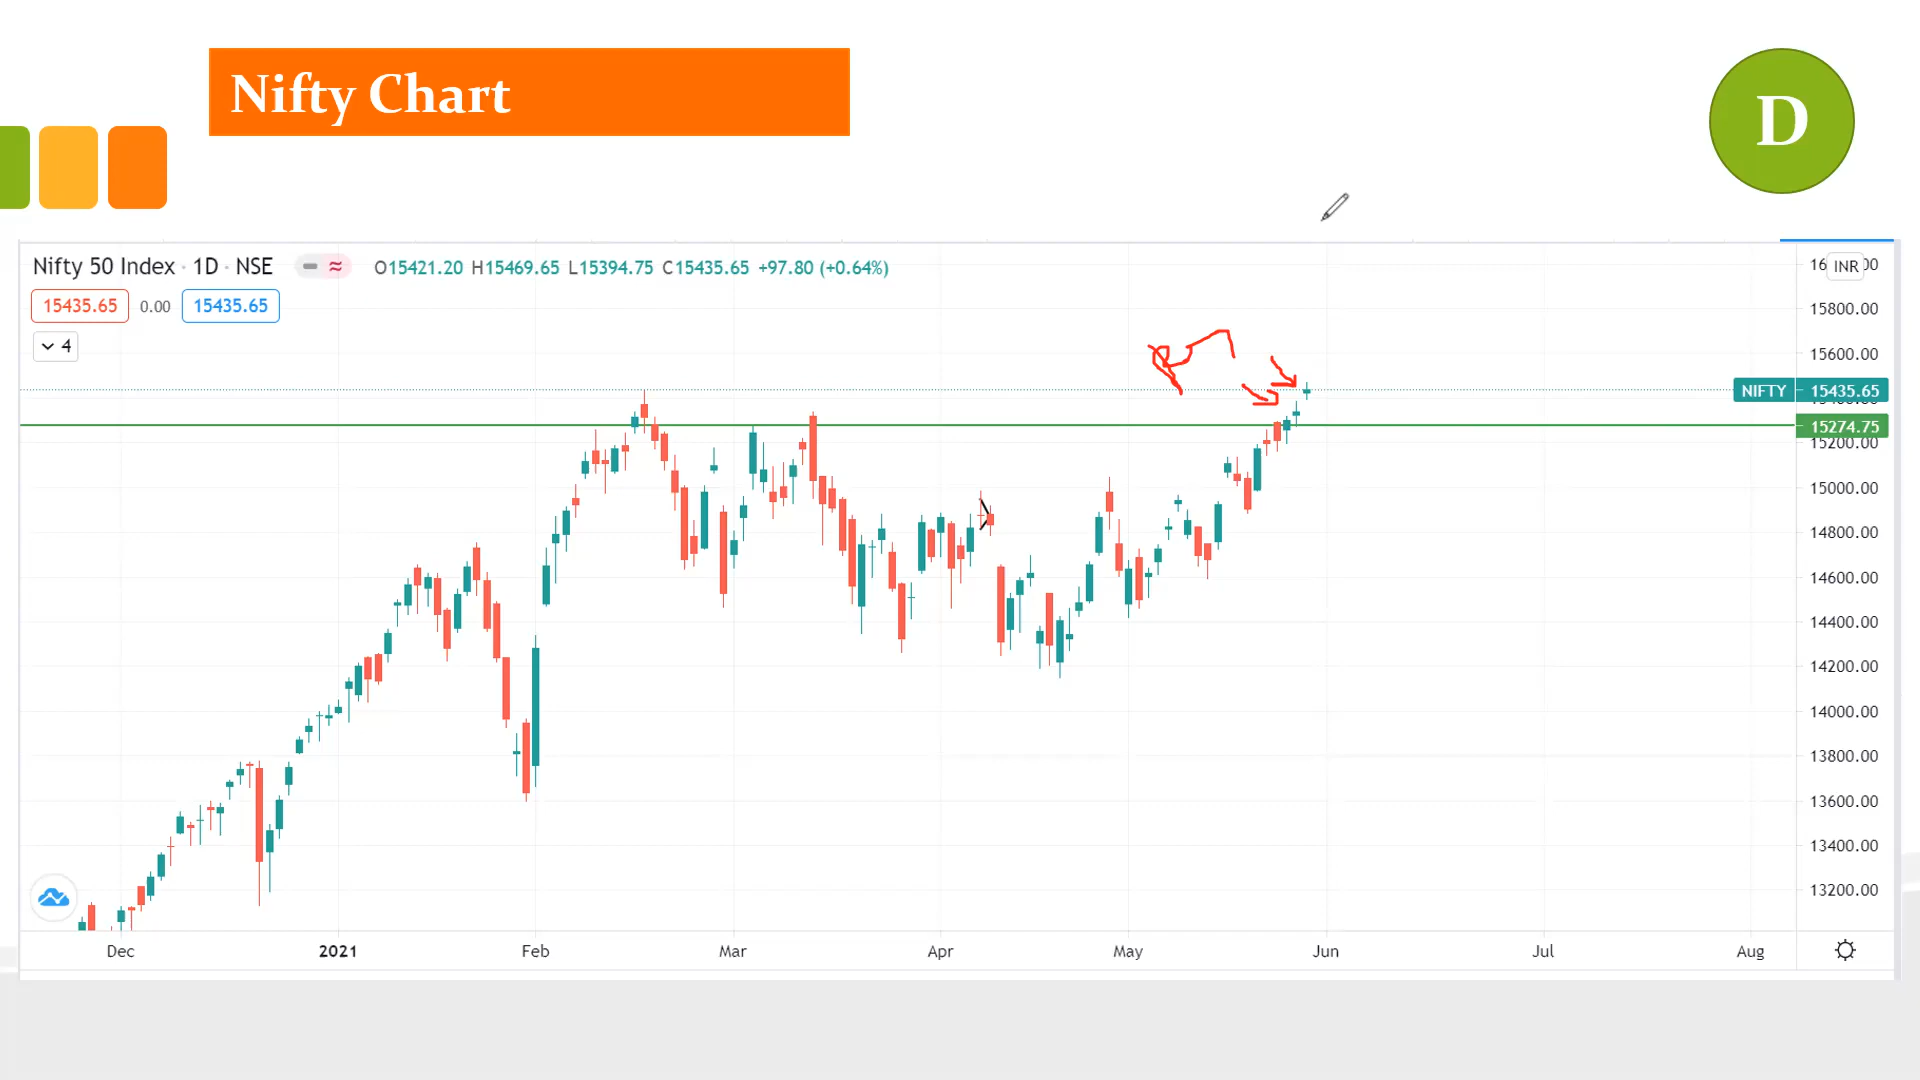 Nifty Chart
D
Nifty 50 Index · 1D · NSE
O15421.20 H15469.65 L15394.75 C15435.65 +97.80 (+0.64%)
15435.65 0.00 15435.65
4
INR
15800.00
15600.00
NIFTY 15435.65
15274.75
15200.00
15000.00
14800.00
14600.00
14400.00
14200.00
14000.00
13800.00
13600.00
13400.00
13200.00
Dec 2021 Feb Mar Apr May Jun Jul Aug